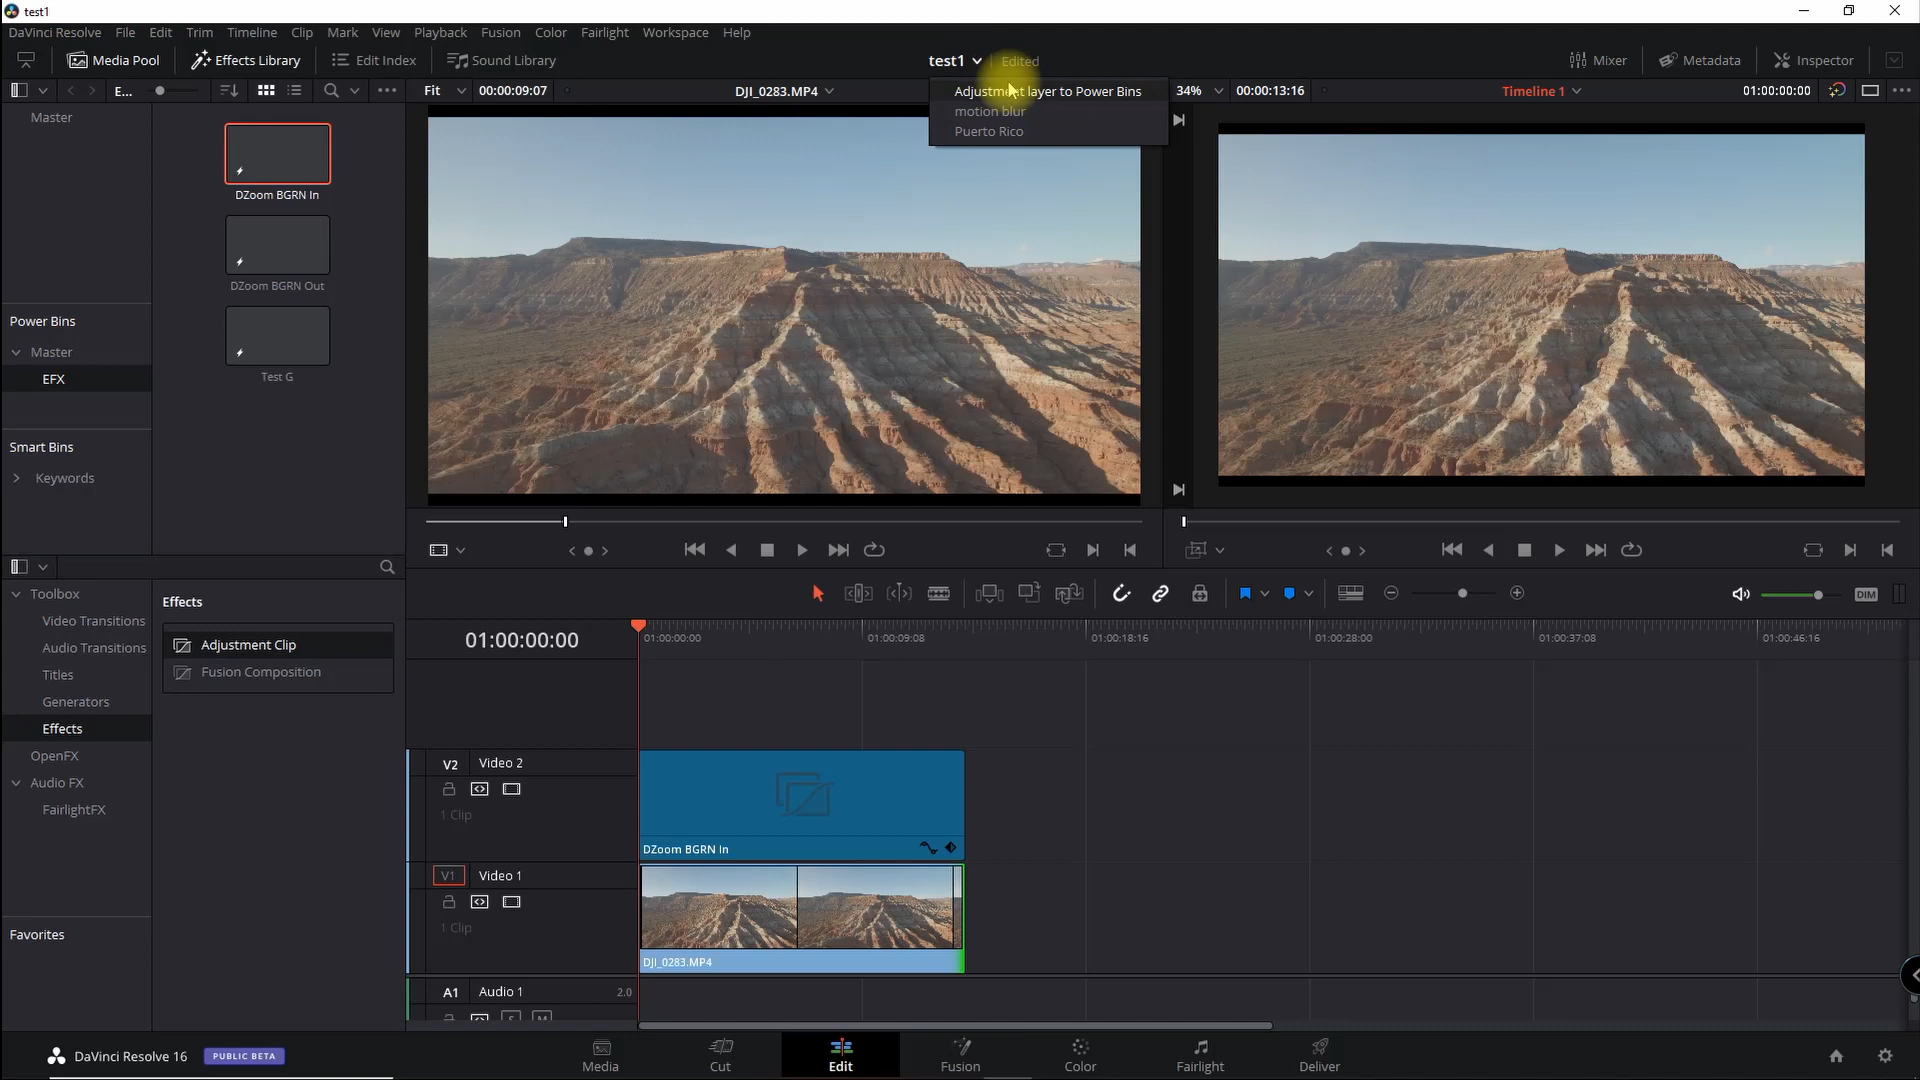 test1
DaVinci Resolve File Edit Trim Timeline Clip Mark View Playback Fusion Color Fairlight Workspace Help
Media Pool Effects Library Edit Index Sound Library test1 Edited Mixer Metadata Inspector
E... Fit 00:00:09:07 DJI_0283.MP4 34% 00:00:13:16 Timeline 1 01:00:00:00
Adjustment layer to Power Bins
motion blur
Puerto Rico
Master
DZoom BGRN In
DZoom BGRN Out
Test G
Power Bins
Master
EFX
Smart Bins
Keywords
Toolbox
Video Transitions
Audio Transitions
Titles
Generators
Effects
OpenFX
Audio FX
FairlightFX
Favorites
Effects
Adjustment Clip
Fusion Composition
DIM
01:00:00:00
01:00:00:00 01:00:09:08 01:00:18:16 01:00:28:00 01:00:37:08 01:00:46:16
V2 Video 2
1 Clip
DZoom BGRN In
V1 Video 1
1 Clip
DJI_0283.MP4
A1 Audio 1 2.0
S M
DaVinci Resolve 16 PUBLIC BETA
Media Cut Edit Fusion Color Fairlight Deliver